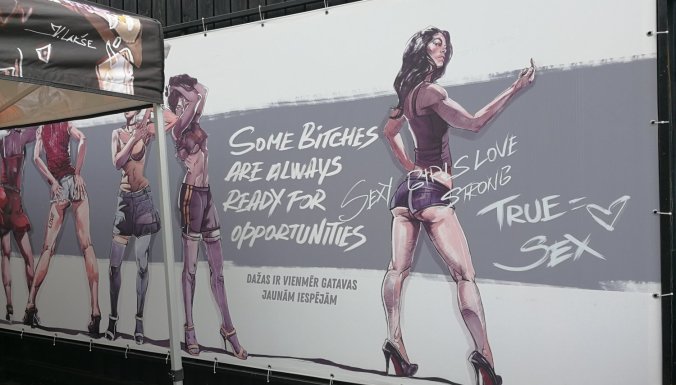 J. LAKŠE
SOME BITCHES
ARE ALWAYS
READY FOR
OPPORTUNITIES
DAŽAS IR VIENMĒR GATAVAS
JAUNĀM IESPĒJĀM
SEXY GIRLS LOVE
STRONG
TRUE =
SEX